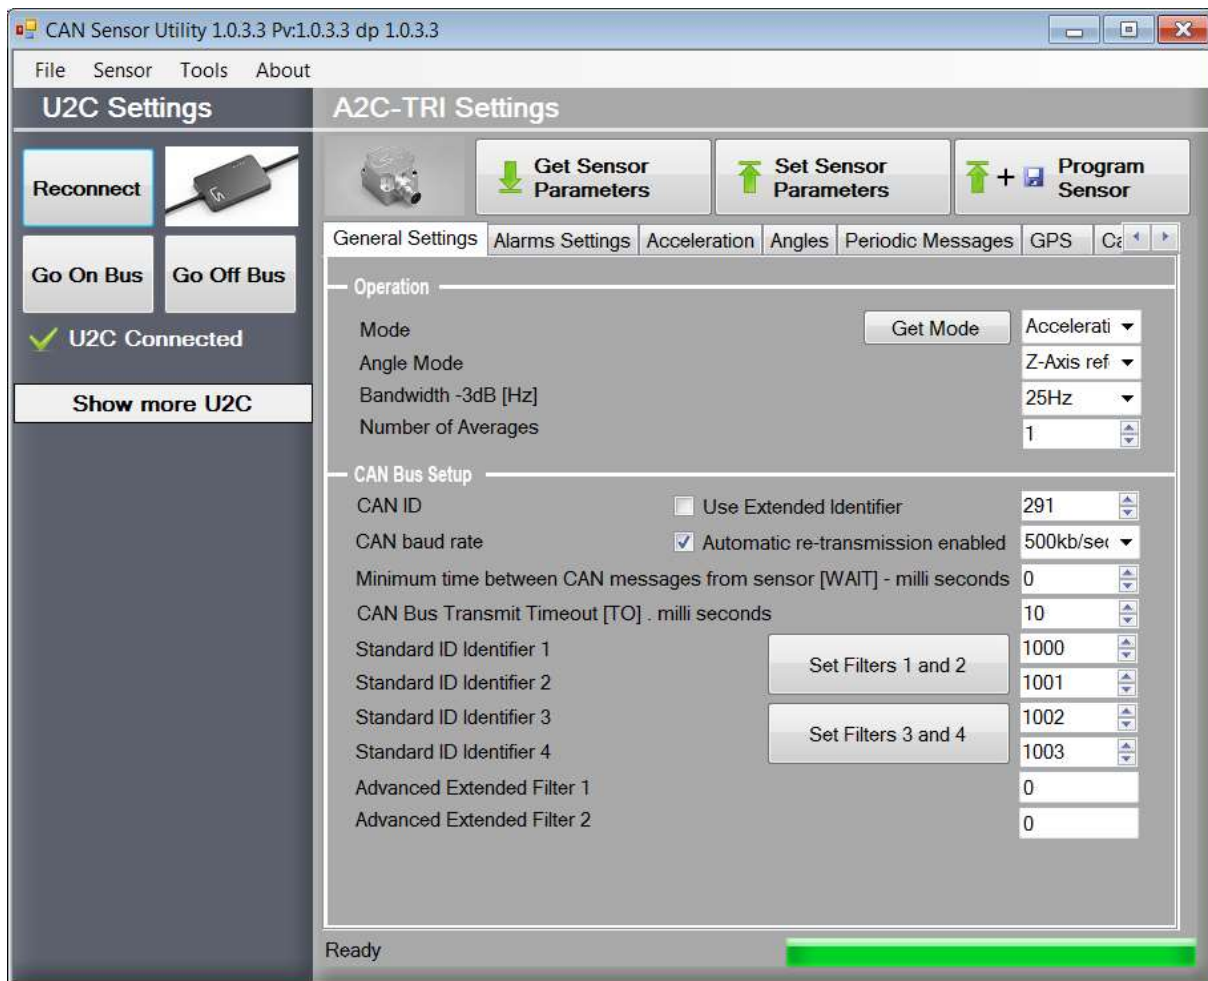 CAN Sensor Utility 1.0.3.3 Pv:1.0.3.3 dp 1.0.3.3
File Sensor Tools About
U2C Settings
Reconnect
Go On Bus Go Off Bus
U2C Connected
Show more U2C
A2C-TRI Settings
Get Sensor Parameters
Set Sensor Parameters
+ Program Sensor
General Settings Alarms Settings Acceleration Angles Periodic Messages GPS Ca
Operation
Mode Get Mode Accelerati
Angle Mode Z-Axis ref
Bandwidth -3dB [Hz] 25Hz
Number of Averages 1
CAN Bus Setup
CAN ID Use Extended Identifier 291
CAN baud rate Automatic re-transmission enabled 500kb/sec
Minimum time between CAN messages from sensor [WAIT] - milli seconds 0
CAN Bus Transmit Timeout [TO] . milli seconds 10
Standard ID Identifier 1 1000
Set Filters 1 and 2
Standard ID Identifier 2 1001
Standard ID Identifier 3 1002
Set Filters 3 and 4
Standard ID Identifier 4 1003
Advanced Extended Filter 1 0
Advanced Extended Filter 2 0
Ready